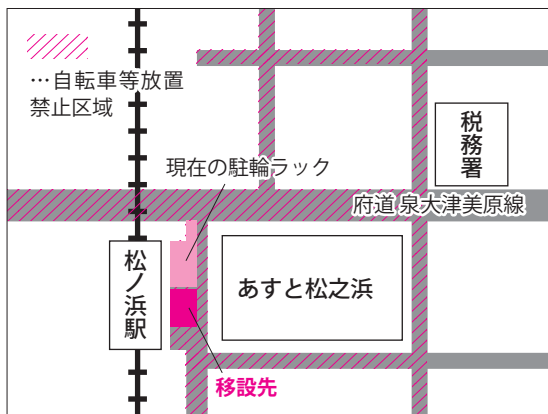 …自転車等放置
禁止区域
税務署
現在の駐輪ラック
府道 泉大津美原線
松ノ浜駅
あすと松之浜
移設先